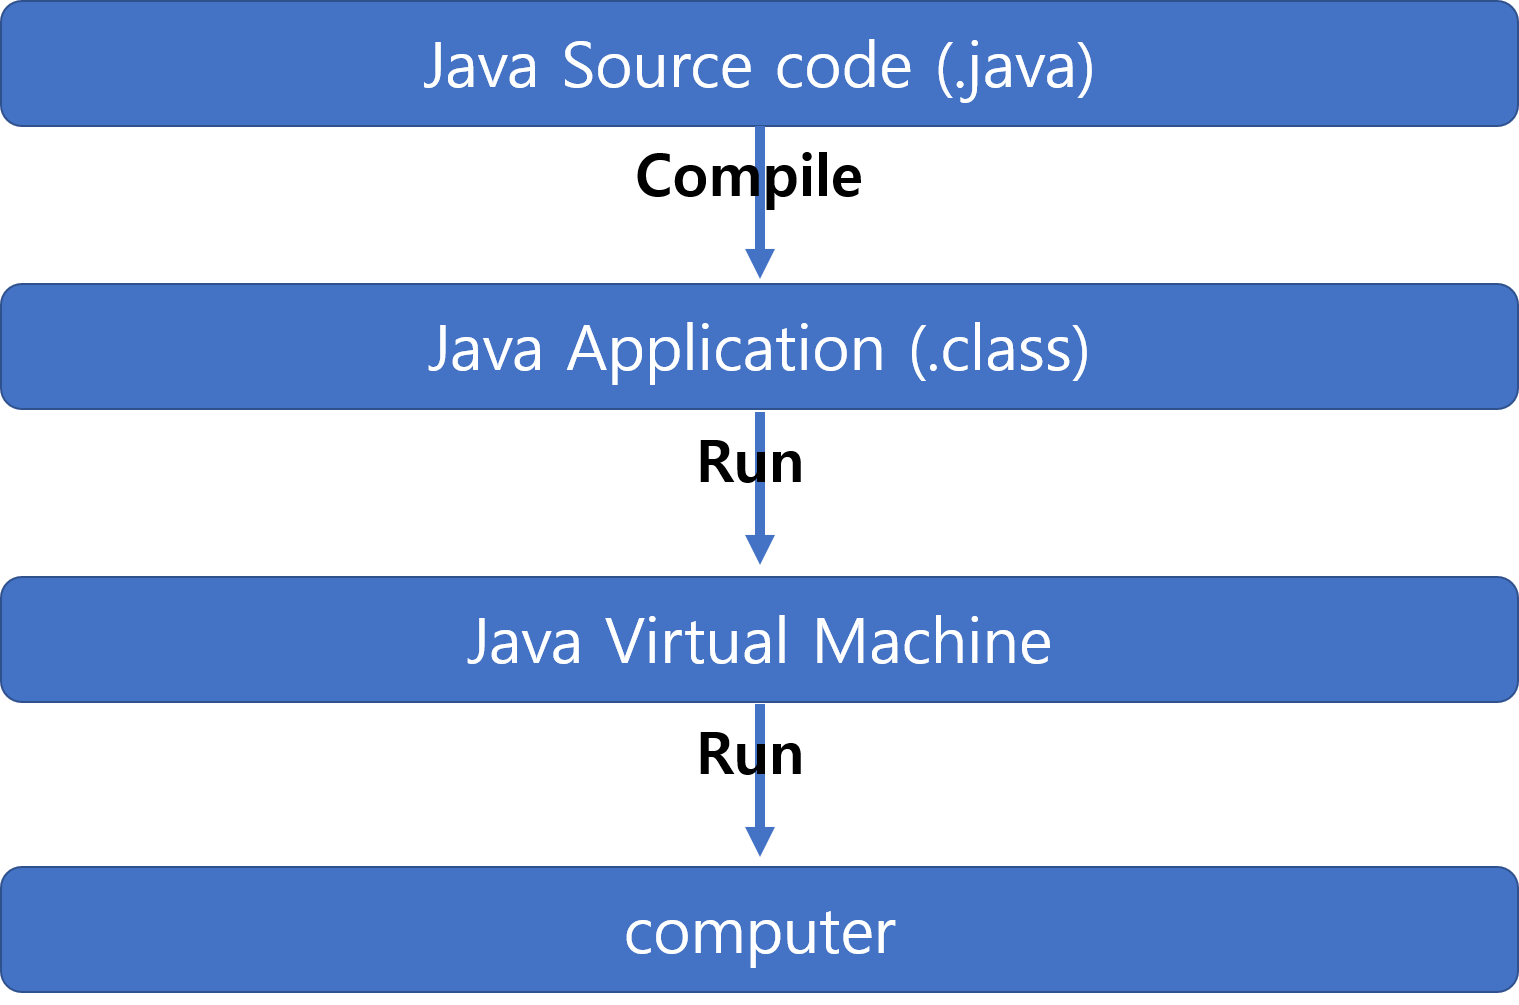 Java Source code (.java)
Compile
Java Application (.class)
Run
Java Virtual Machine
Run
computer